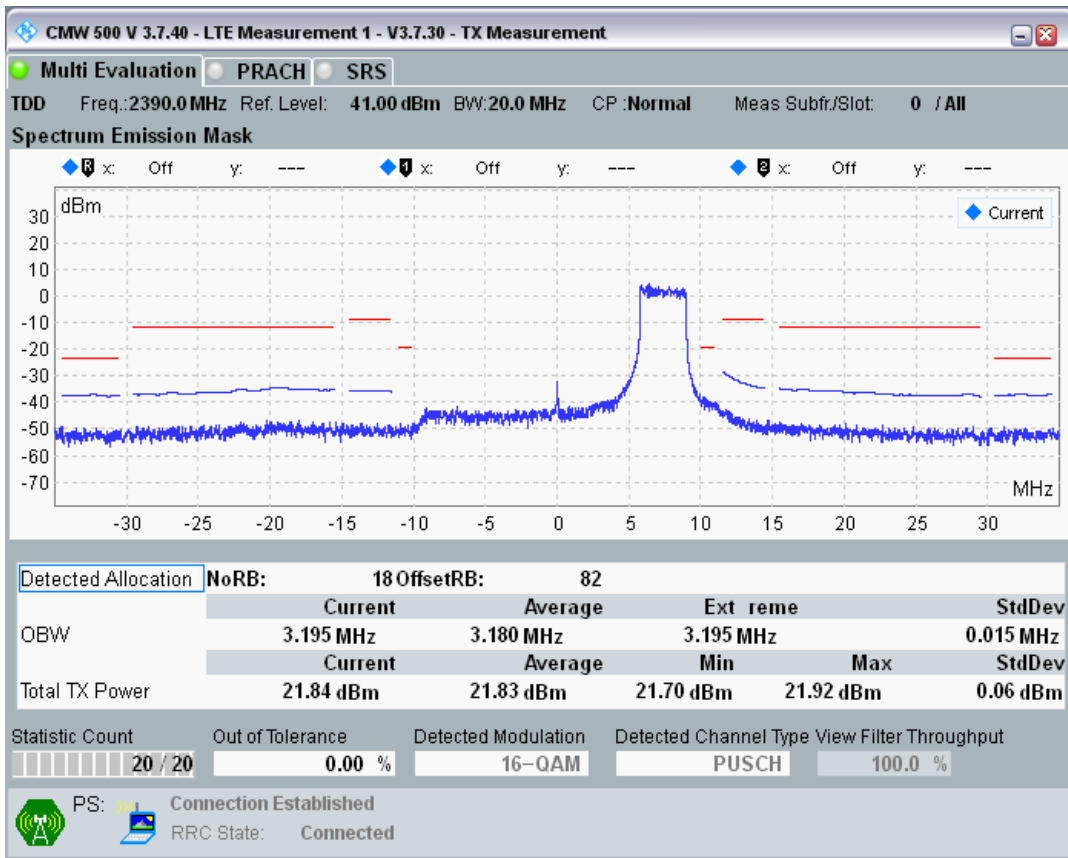 CMW 500 V 3.7.40 - LTE Measurement 1 - V3.7.30 - TX Measurement
Multi Evaluation PRACH SRS
TDD Freq.:2390.0 MHz Ref. Level: 41.00 dBm BW:20.0 MHz CP :Normal Meas Subfr./Slot: 0 / All
Spectrum Emission Mask
R x: Off y: --- 1 x: Off y: --- 2 x: Off y: ---
dBm
Current
30
20
10
0
-10
-20
-30
-40
-50
-60
-70
MHz
-30 -25 -20 -15 -10 -5 0 5 10 15 20 25 30
Detected Allocation NoRB: 18 OffsetRB: 82
Current Average Ext reme StdDev
OBW 3.195 MHz 3.180 MHz 3.195 MHz 0.015 MHz
Current Average Min Max StdDev
Total TX Power 21.84 dBm 21.83 dBm 21.70 dBm 21.92 dBm 0.06 dBm
Statistic Count Out of Tolerance Detected Modulation Detected Channel Type View Filter Throughput
20 / 20 0.00 % 16-QAM PUSCH 100.0 %
PS: Connection Established
RRC State: Connected